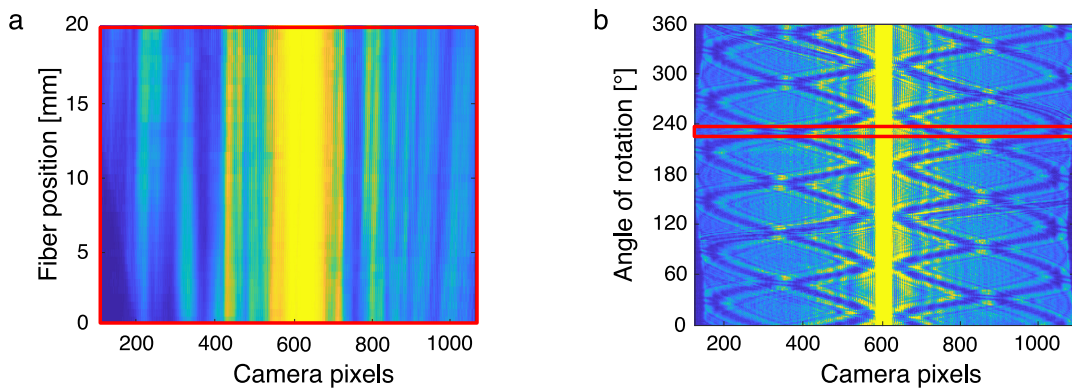 a
20
15
10
5
0
Fiber position [mm]
200 400 600 800 1000
Camera pixels
b
360
300
240
180
120
60
0
Angle of rotation [°]
200 400 600 800 1000
Camera pixels